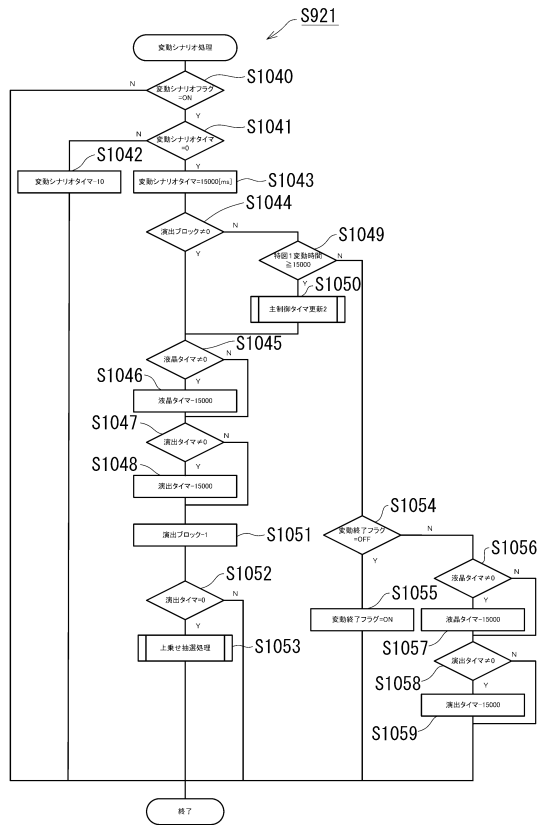 S921
変動シナリオ処理
S1040
変動シナリオフラグ
=ON
N
Y
S1041
変動シナリオタイマ
=0
N
Y
S1042
変動シナリオタイマ-10
変動シナリオタイマ=15000[ms]
S1043
S1044
演出ブロック≠0
N
Y
S1049
特図1変動時間
≧15000
N
Y
S1050
主制御タイマ更新2
S1045
液晶タイマ≠0
N
Y
S1046
液晶タイマ-15000
S1047
演出タイマ≠0
N
Y
S1048
演出タイマ-15000
演出ブロック-1
S1051
S1052
演出タイマ=0
N
Y
上乗せ抽選処理
S1053
S1054
変動終了フラグ
=OFF
N
Y
S1055
変動終了フラグ=ON
S1056
液晶タイマ≠0
N
Y
液晶タイマ-15000
S1057
演出タイマ≠0
N
Y
S1058
演出タイマ-15000
S1059
終了